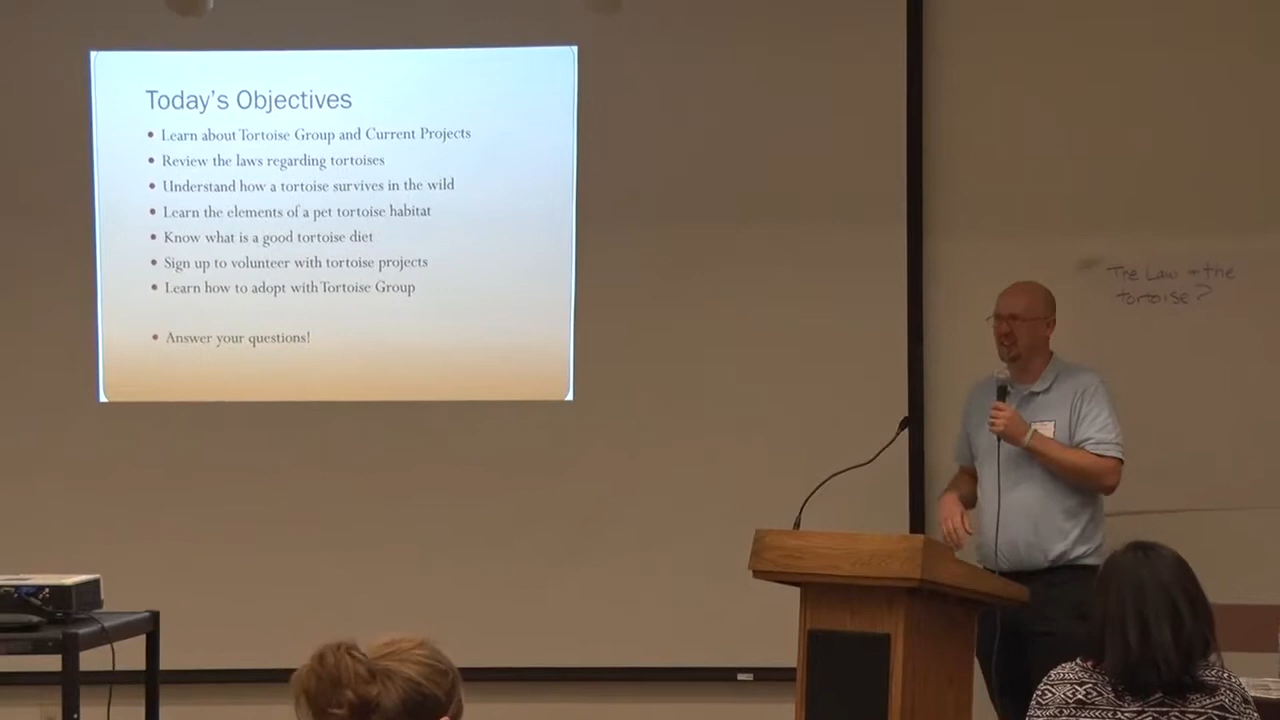 Today's Objectives
• Learn about Tortoise Group and Current Projects
• Review the laws regarding tortoises
• Understand how a tortoise survives in the wild
• Learn the elements of a pet tortoise habitat
• Know what is a good tortoise diet
• Sign up to volunteer with tortoise projects
• Learn how to adopt with Tortoise Group
• Answer your questions!
The Law + the
tortoise?